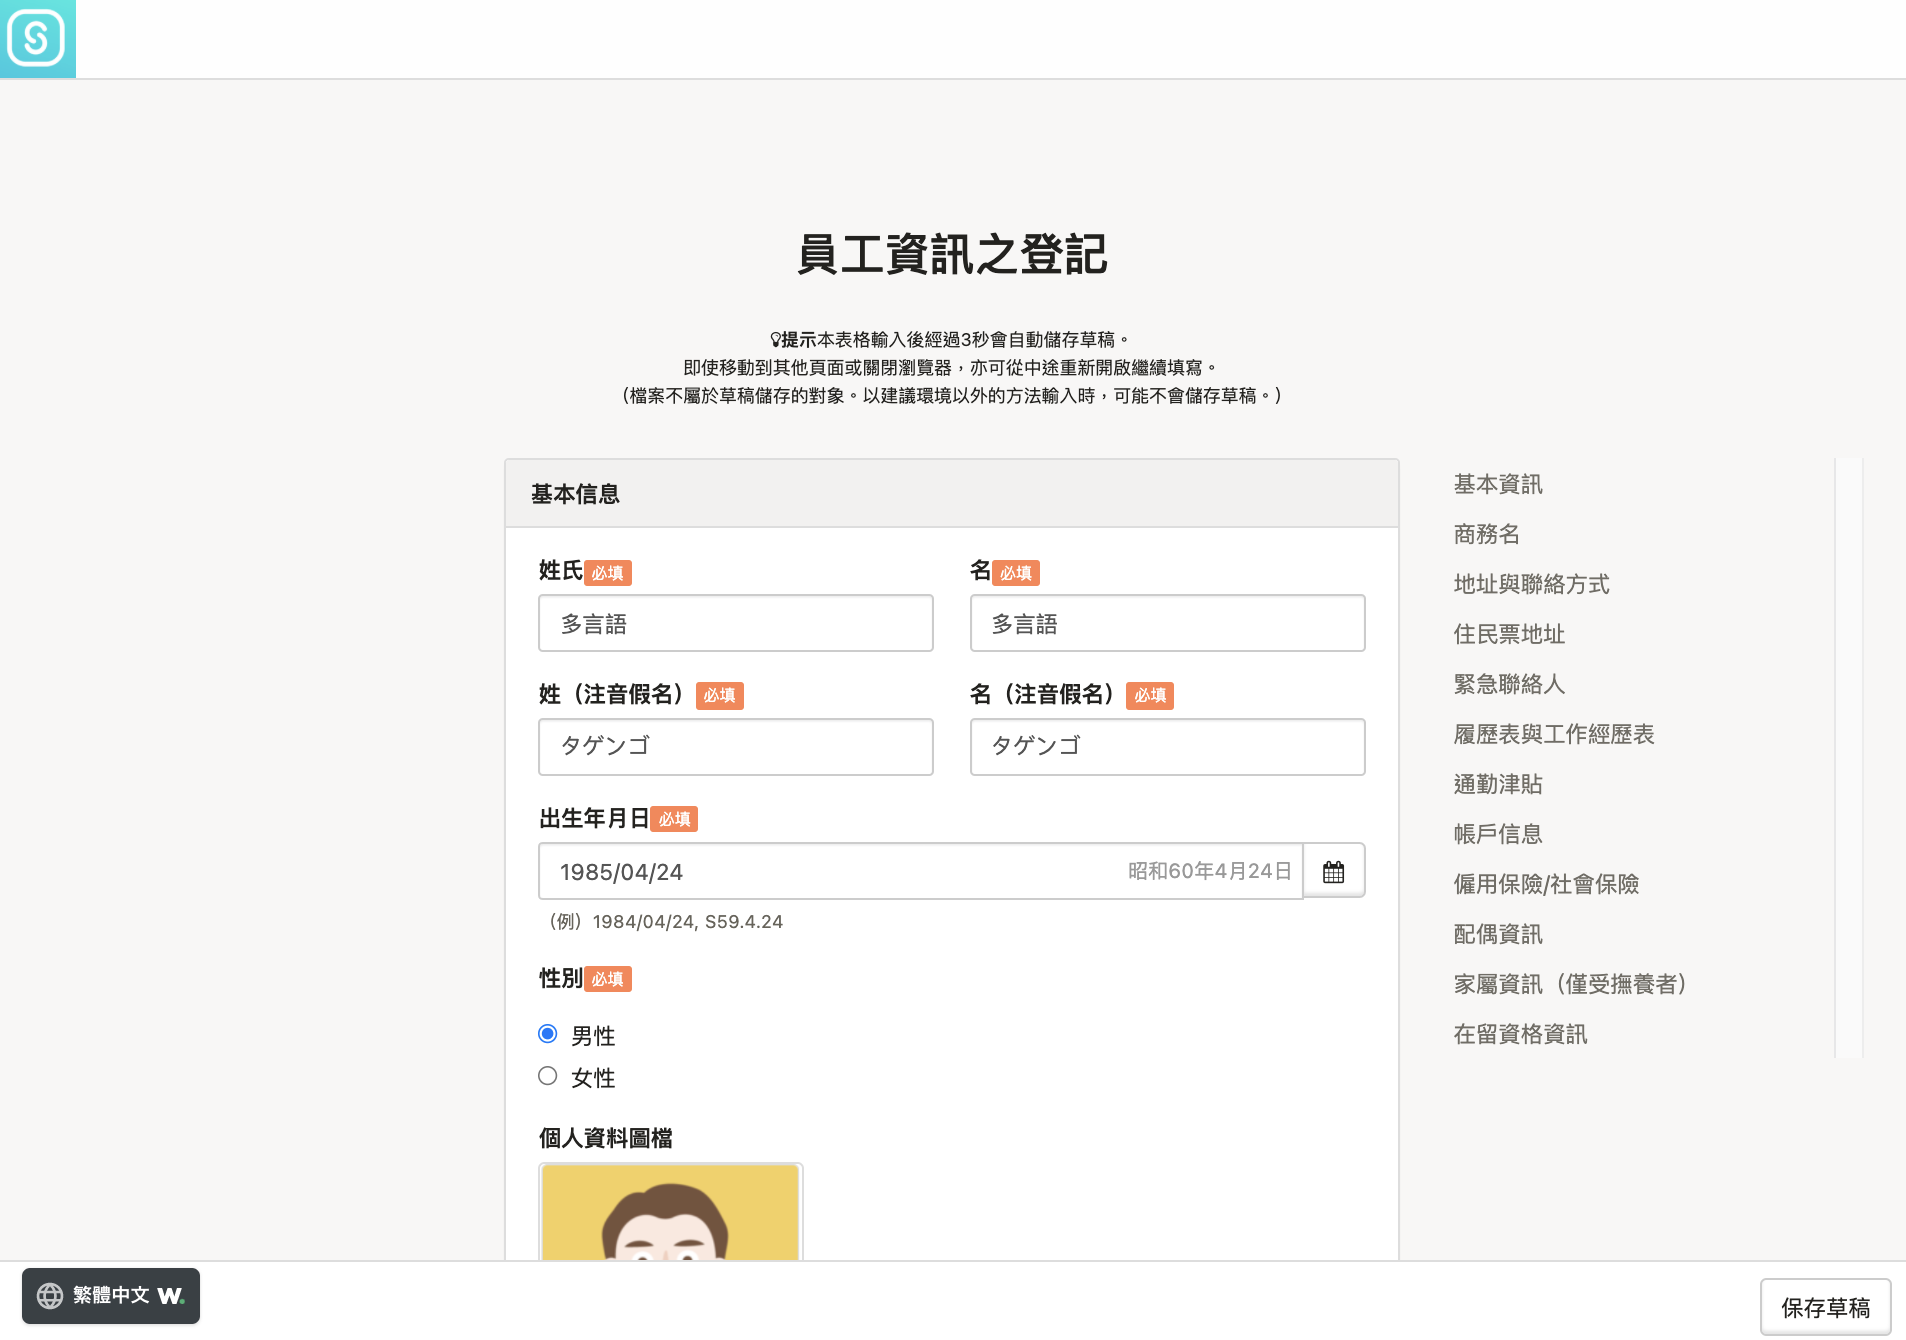 員工資訊之登記
提示本表格輸入後經過3秒會自動儲存草稿。
即使移動到其他頁面或關閉瀏覽器，亦可從中途重新開啟繼續填寫。
（檔案不屬於草稿儲存的對象。以建議環境以外的方法輸入時，可能不會儲存草稿。）
基本信息
姓氏 必填
名 必填
多言語
多言語
姓（注音假名） 必填
名（注音假名） 必填
タゲンゴ
タゲンゴ
出生年月日 必填
1985/04/24 昭和60年4月24日
（例）1984/04/24, S59.4.24
性別 必填
男性
女性
個人資料圖檔
基本資訊
商務名
地址與聯絡方式
住民票地址
緊急聯絡人
履歷表與工作經歷表
通勤津貼
帳戶信息
僱用保險/社會保險
配偶資訊
家屬資訊（僅受撫養者）
在留資格資訊
繁體中文 W.
保存草稿